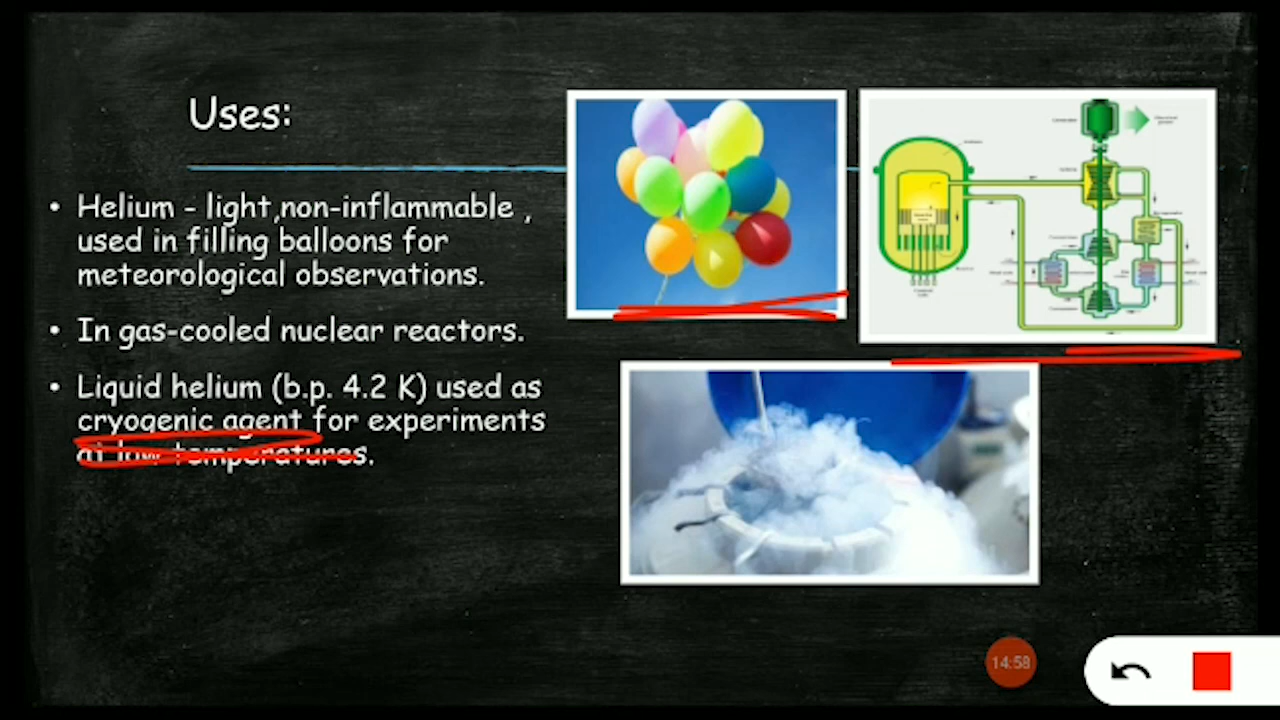 Uses:
• Helium - light,non-inflammable ,
used in filling balloons for
meteorological observations.
• In gas-cooled nuclear reactors.
• Liquid helium (b.p. 4.2 K) used as
cryogenic agent for experiments
at low temperatures.
14:58